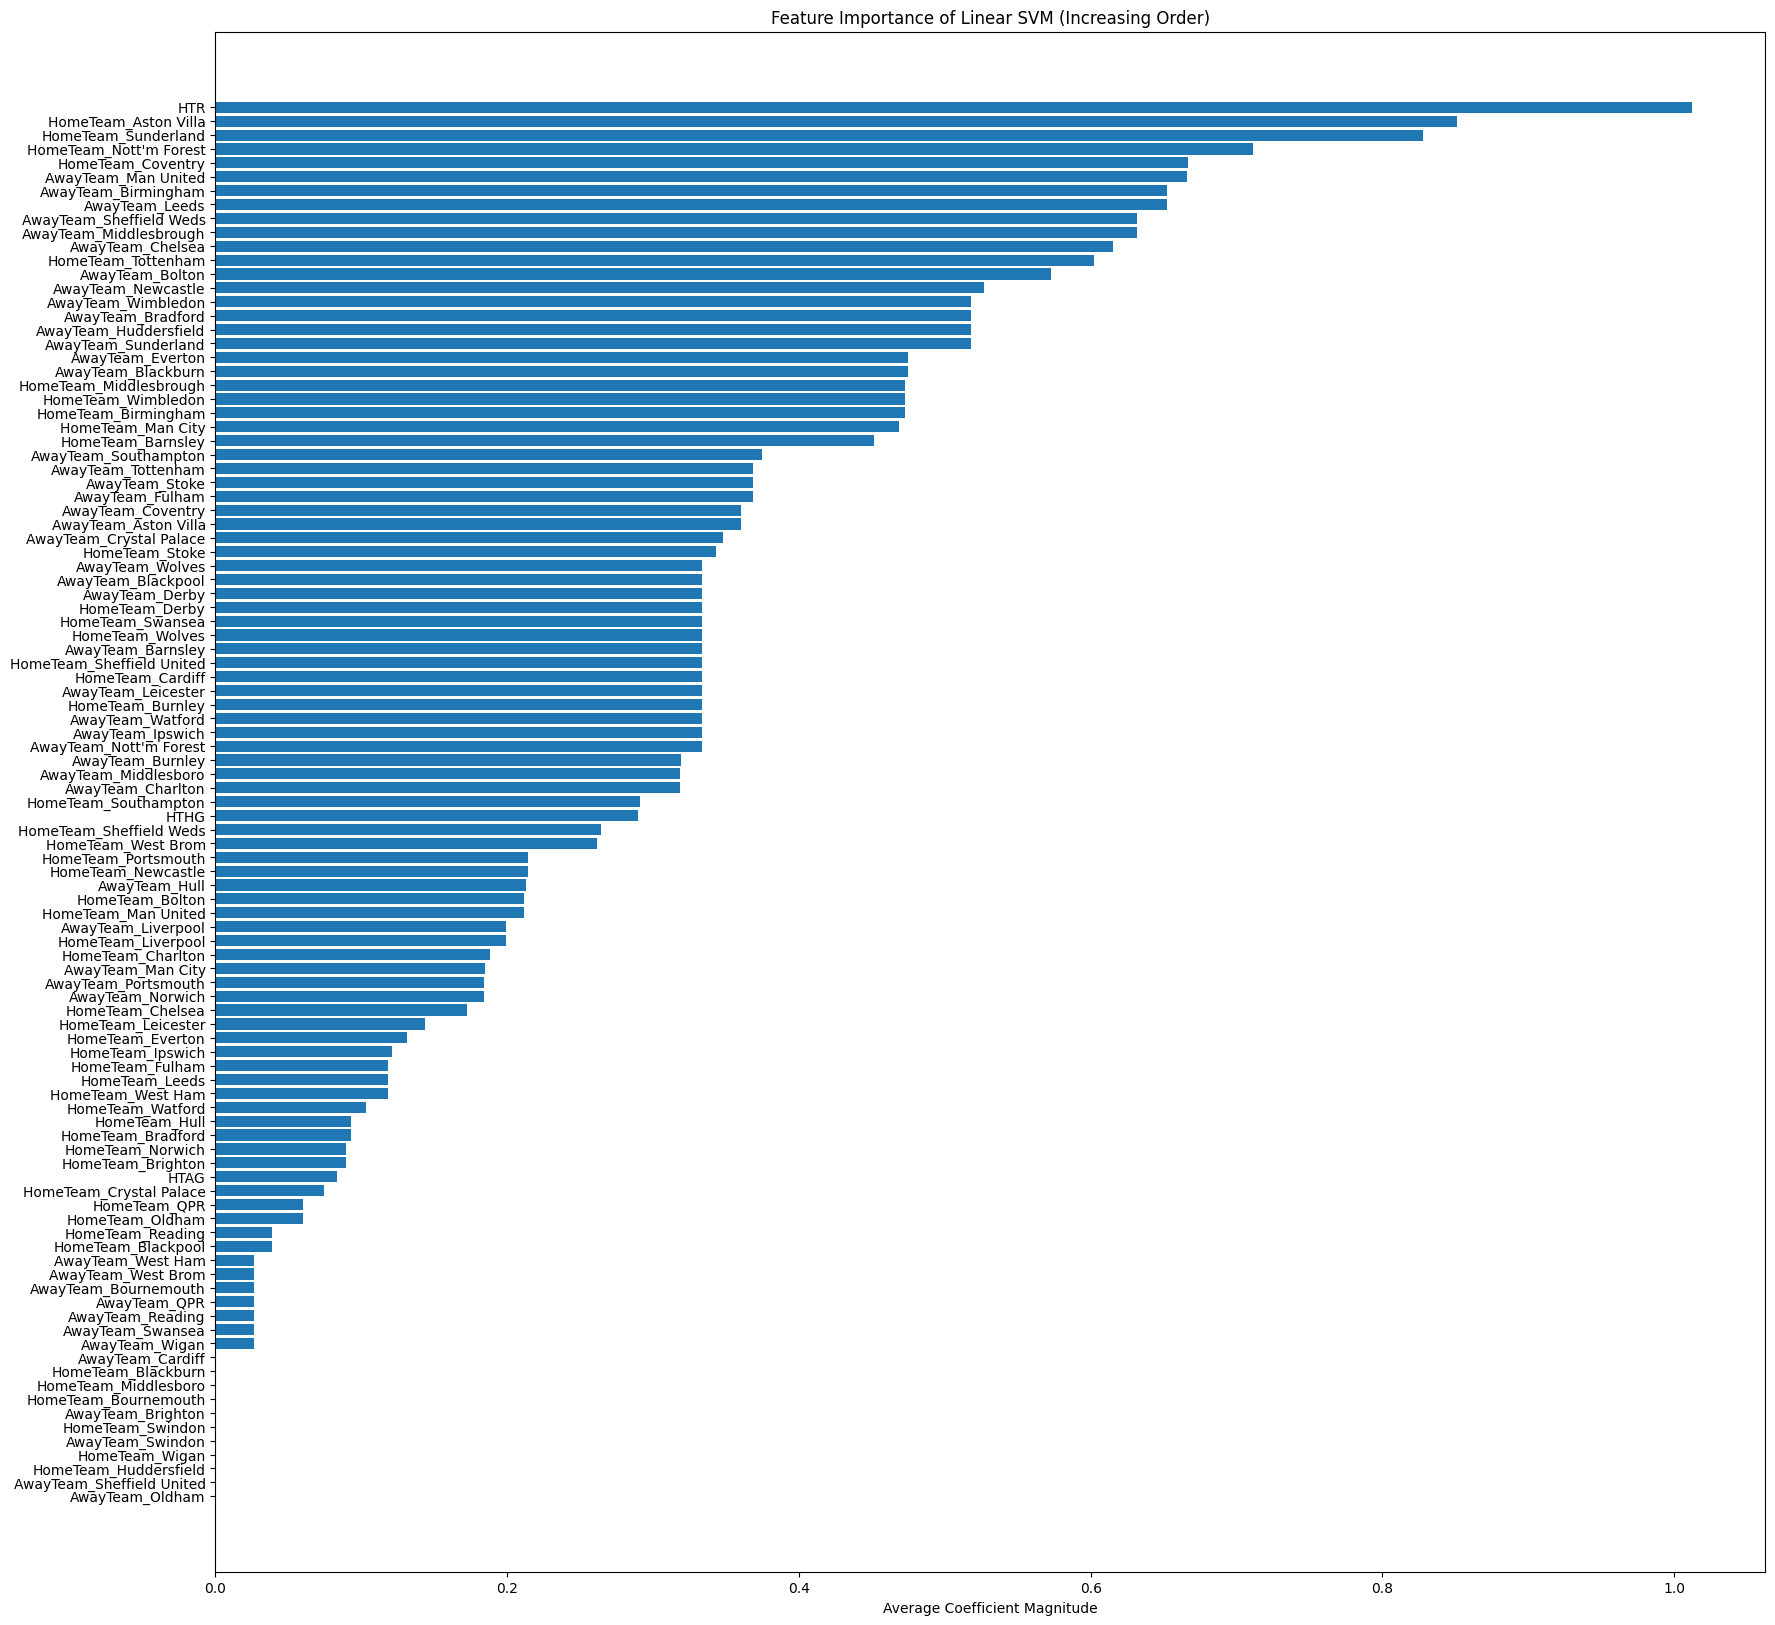 Feature Importance of Linear SVM (Increasing Order)
HTR
HomeTeam_Aston Villa
HomeTeam_Sunderland
HomeTeam_Nott'm Forest
HomeTeam_Coventry
AwayTeam_Man United
AwayTeam_Birmingham
AwayTeam_Leeds
AwayTeam_Sheffield Weds
AwayTeam_Middlesbrough
AwayTeam_Chelsea
HomeTeam_Tottenham
AwayTeam_Bolton
AwayTeam_Newcastle
AwayTeam_Wimbledon
AwayTeam_Bradford
AwayTeam_Huddersfield
AwayTeam_Sunderland
AwayTeam_Everton
AwayTeam_Blackburn
HomeTeam_Middlesbrough
HomeTeam_Wimbledon
HomeTeam_Birmingham
HomeTeam_Man City
HomeTeam_Barnsley
AwayTeam_Southampton
AwayTeam_Tottenham
AwayTeam_Stoke
AwayTeam_Fulham
AwayTeam_Coventry
AwayTeam_Aston Villa
AwayTeam_Crystal Palace
HomeTeam_Stoke
AwayTeam_Wolves
AwayTeam_Blackpool
AwayTeam_Derby
HomeTeam_Derby
HomeTeam_Swansea
HomeTeam_Wolves
AwayTeam_Barnsley
HomeTeam_Sheffield United
HomeTeam_Cardiff
AwayTeam_Leicester
HomeTeam_Burnley
AwayTeam_Watford
AwayTeam_Ipswich
AwayTeam_Nott'm Forest
AwayTeam_Burnley
AwayTeam_Middlesboro
AwayTeam_Charlton
HomeTeam_Southampton
HTHG
HomeTeam_Sheffield Weds
HomeTeam_West Brom
HomeTeam_Portsmouth
HomeTeam_Newcastle
AwayTeam_Hull
HomeTeam_Bolton
HomeTeam_Man United
AwayTeam_Liverpool
HomeTeam_Liverpool
HomeTeam_Charlton
AwayTeam_Man City
AwayTeam_Portsmouth
AwayTeam_Norwich
HomeTeam_Chelsea
HomeTeam_Leicester
HomeTeam_Everton
HomeTeam_Ipswich
HomeTeam_Fulham
HomeTeam_Leeds
HomeTeam_West Ham
HomeTeam_Watford
HomeTeam_Hull
HomeTeam_Bradford
HomeTeam_Norwich
HomeTeam_Brighton
HTAG
HomeTeam_Crystal Palace
HomeTeam_QPR
HomeTeam_Oldham
HomeTeam_Reading
HomeTeam_Blackpool
AwayTeam_West Ham
AwayTeam_West Brom
AwayTeam_Bournemouth
AwayTeam_QPR
AwayTeam_Reading
AwayTeam_Swansea
AwayTeam_Wigan
AwayTeam_Cardiff
HomeTeam_Blackburn
HomeTeam_Middlesboro
HomeTeam_Bournemouth
AwayTeam_Brighton
HomeTeam_Swindon
AwayTeam_Swindon
HomeTeam_Wigan
HomeTeam_Huddersfield
AwayTeam_Sheffield United
AwayTeam_Oldham
0.0 0.2 0.4 0.6 0.8 1.0
Average Coefficient Magnitude